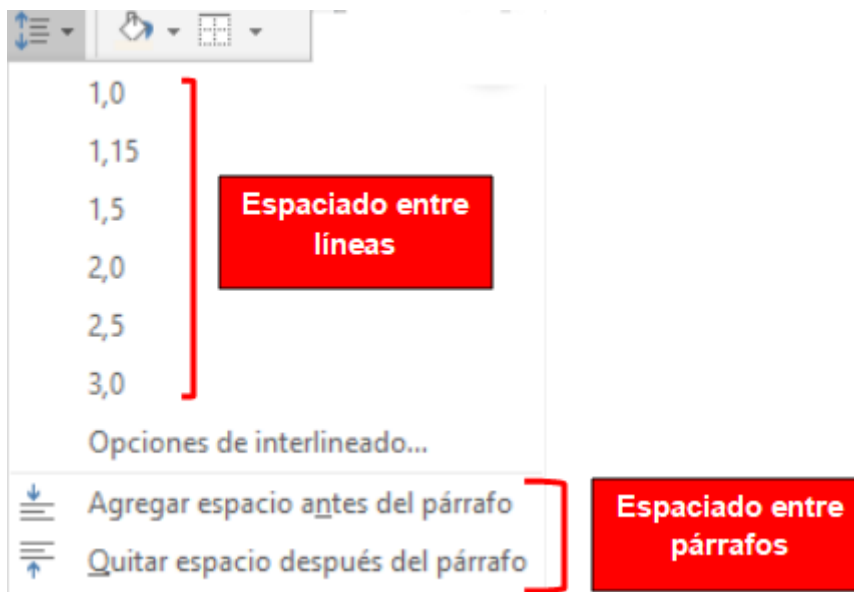 1,0
1,15
1,5
2,0
2,5
3,0
Espaciado entre
líneas
Opciones de interlineado...
Agregar espacio antes del párrafo
Quitar espacio después del párrafo
Espaciado entre
párrafos